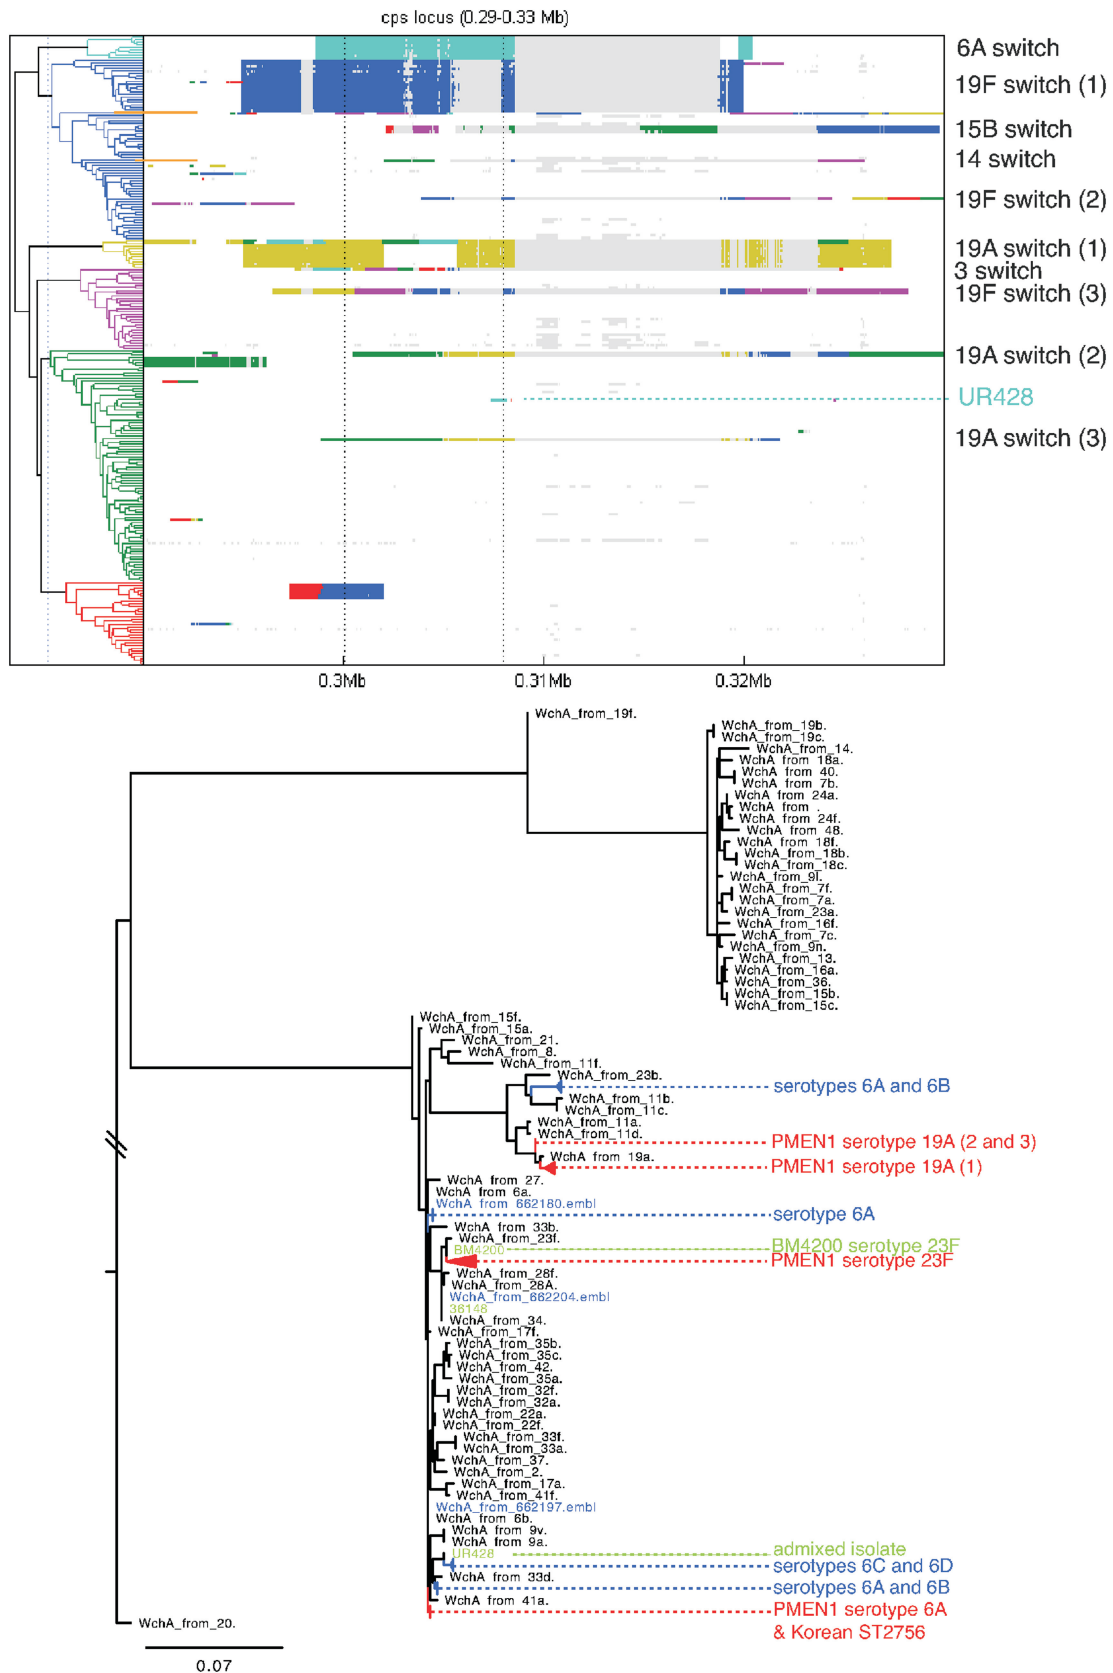 cps locus (0.29-0.33 Mb)
6A switch
19F switch (1)
15B switch
14 switch
19F switch (2)
19A switch (1)
3 switch
19F switch (3)
19A switch (2)
UR428
19A switch (3)
0.3Mb
0.31Mb
0.32Mb
WchA_from_19f.
WchA_from_19b.
WchA_from_19c.
WchA_from_14.
WchA_from_18a.
WchA_from_40.
WchA_from_7b.
WchA_from_24a.
WchA_from_.
WchA_from_24f.
WchA_from_48.
WchA_from_18f.
WchA_from_18b.
WchA_from_18c.
WchA_from_9l.
WchA_from_7f.
WchA_from_7a.
WchA_from_23a.
WchA_from_16f.
WchA_from_7c.
WchA_from_9n.
WchA_from_13.
WchA_from_16a.
WchA_from_36.
WchA_from_15b.
WchA_from_15c.
WchA_from_15f.
WchA_from_15a.
WchA_from_21.
WchA_from_8.
WchA_from_11f.
WchA_from_23b.
serotypes 6A and 6B
WchA_from_11b.
WchA_from_11c.
WchA_from_11a.
WchA_from_11d.
PMEN1 serotype 19A (2 and 3)
WchA_from_19a.
PMEN1 serotype 19A (1)
WchA_from_27.
WchA_from_6a.
WchA_from_662180.embl
serotype 6A
WchA_from_33b.
WchA_from_23f.
BM4200
BM4200 serotype 23F
PMEN1 serotype 23F
WchA_from_28f.
WchA_from_28A.
WchA_from_662204.embl
36148
WchA_from_34.
WchA_from_17f.
WchA_from_35b.
WchA_from_35c.
WchA_from_42.
WchA_from_35a.
WchA_from_32f.
WchA_from_32a.
WchA_from_22a.
WchA_from_22f.
WchA_from_33f.
WchA_from_33a.
WchA_from_37.
WchA_from_2.
WchA_from_17a.
WchA_from_41f.
WchA_from_662197.embl
WchA_from_6b.
WchA_from_9v.
WchA_from_9a.
UR428
admixed isolate
serotypes 6C and 6D
WchA_from_33d.
serotypes 6A and 6B
WchA_from_41a.
PMEN1 serotype 6A
& Korean ST2756
WchA_from_20.
0.07